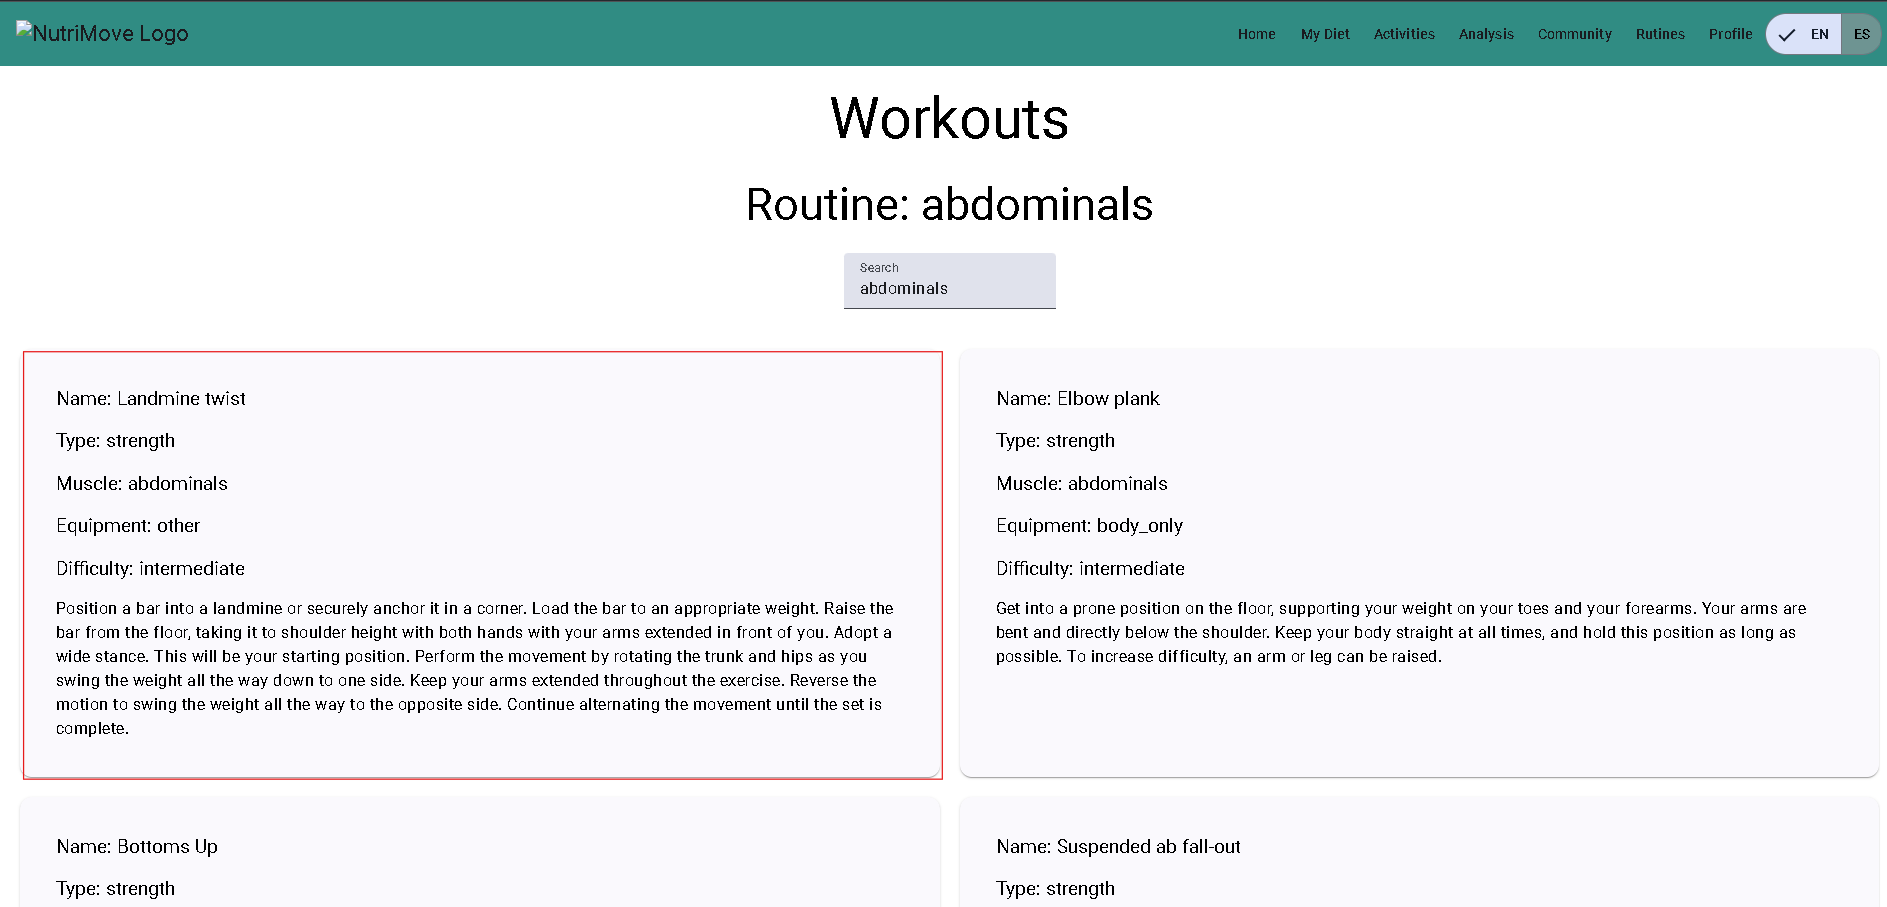 NutriMove Logo
Home My Diet Activities Analysis Community Rutines Profile EN ES
Workouts
Routine: abdominals
Search
abdominals
Name: Landmine twist
Type: strength
Muscle: abdominals
Equipment: other
Difficulty: intermediate
Position a bar into a landmine or securely anchor it in a corner. Load the bar to an appropriate weight. Raise the
bar from the floor, taking it to shoulder height with both hands with your arms extended in front of you. Adopt a
wide stance. This will be your starting position. Perform the movement by rotating the trunk and hips as you
swing the weight all the way down to one side. Keep your arms extended throughout the exercise. Reverse the
motion to swing the weight all the way to the opposite side. Continue alternating the movement until the set is
complete.
Name: Elbow plank
Type: strength
Muscle: abdominals
Equipment: body_only
Difficulty: intermediate
Get into a prone position on the floor, supporting your weight on your toes and your forearms. Your arms are
bent and directly below the shoulder. Keep your body straight at all times, and hold this position as long as
possible. To increase difficulty, an arm or leg can be raised.
Name: Bottoms Up
Type: strength
Name: Suspended ab fall-out
Type: strength